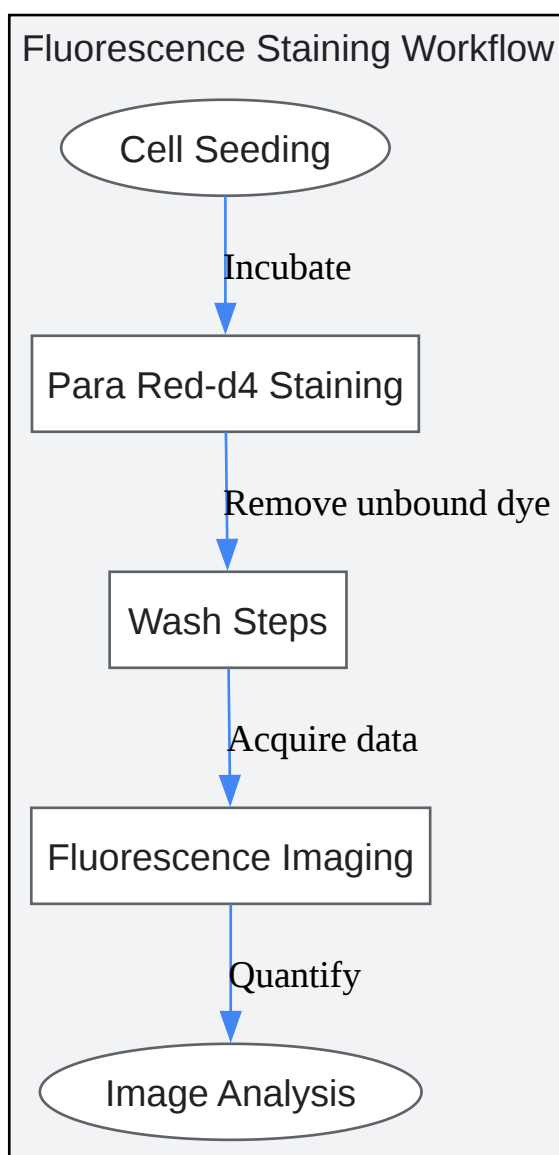 Fluorescence Staining Workflow
Cell Seeding
Incubate
Para Red-d4 Staining
Remove unbound dye
Wash Steps
Acquire data
Fluorescence Imaging
Quantify
Image Analysis